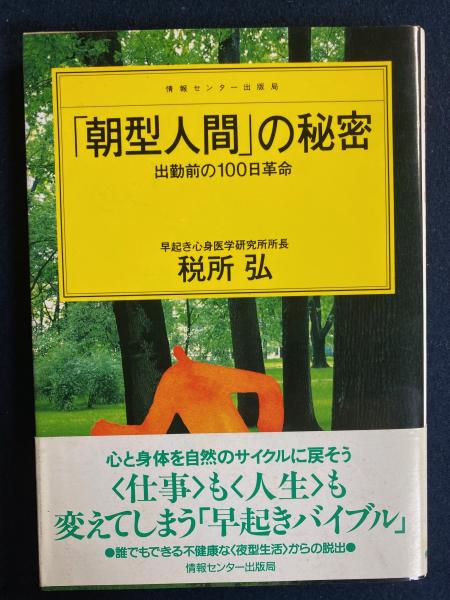 情報センター出版局
「朝型人間」の秘密
出勤前の100日革命
早起き心身医学研究所所長
税所 弘
心と身体を自然のサイクルに戻そう
〈仕事〉も〈人生〉も
変えてしまう「早起きバイブル」
●誰でもできる不健康な〈夜型生活〉からの脱出●
情報センター出版局